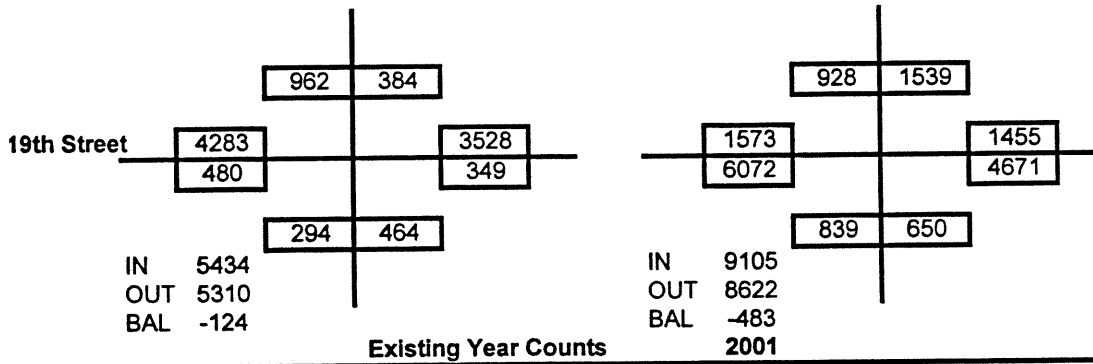 962 384 928 1539
19th Street 4283 3528 1573 1455
480 349 6072 4671
294 464 839 650
IN 5434 IN 9105
OUT 5310 OUT 8622
BAL -124 BAL -483
Existing Year Counts 2001